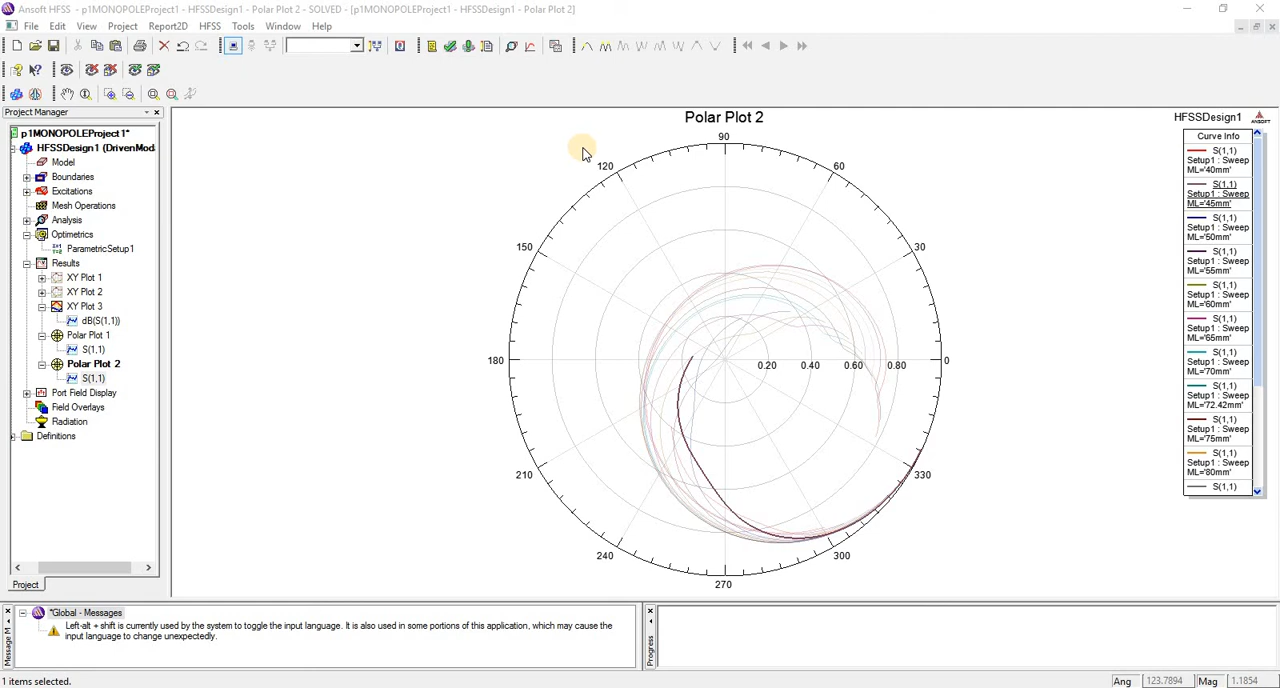 Ansoft HFSS - p1MONOPOLEProject1 - HFSSDesign1 - Polar Plot 2 - SOLVED - [p1MONOPOLEProject1 - HFSSDesign1 - Polar Plot 2]
File Edit View Project Report2D HFSS Tools Window Help
Project Manager
p1MONOPOLEProject1*
HFSSDesign1 (DrivenMod
Model
Boundaries
Excitations
Mesh Operations
Analysis
Optimetrics
ParametricSetup1
Results
XY Plot 1
XY Plot 2
XY Plot 3
dB(S(1,1))
Polar Plot 1
S(1,1)
Polar Plot 2
S(1,1)
Port Field Display
Field Overlays
Radiation
Definitions
Project
Polar Plot 2
90
120
60
150
30
180
0.20
0.40
0.60
0.80
0
210
330
240
300
270
HFSSDesign1
ANSOFT
Curve Info
S(1,1)
Setup1 : Sweep
ML='40mm'
S(1,1)
Setup1 : Sweep
ML='45mm'
S(1,1)
Setup1 : Sweep
ML='50mm'
S(1,1)
Setup1 : Sweep
ML='55mm'
S(1,1)
Setup1 : Sweep
ML='60mm'
S(1,1)
Setup1 : Sweep
ML='65mm'
S(1,1)
Setup1 : Sweep
ML='70mm'
S(1,1)
Setup1 : Sweep
ML='72.42mm'
S(1,1)
Setup1 : Sweep
ML='75mm'
S(1,1)
Setup1 : Sweep
ML='80mm'
S(1,1)
Message M
*Global - Messages
Left-alt + shift is currently used by the system to toggle the input language. It is also used in some portions of this application, which may cause the
input language to change unexpectedly.
Progress
1 items selected.
Ang 123.7894 Mag 1.1854